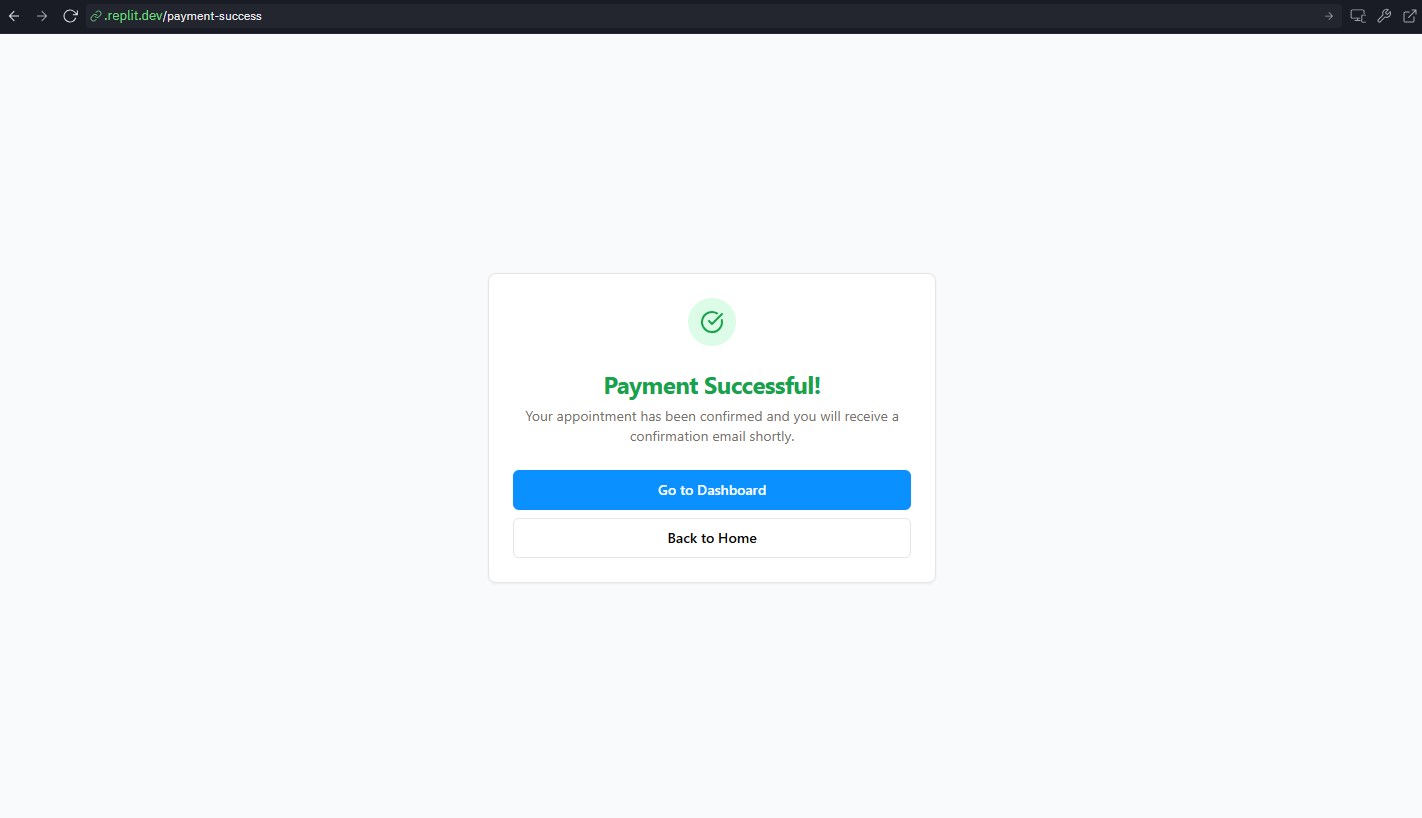 .replit.dev/payment-success
Payment Successful!
Your appointment has been confirmed and you will receive a
confirmation email shortly.
Go to Dashboard
Back to Home